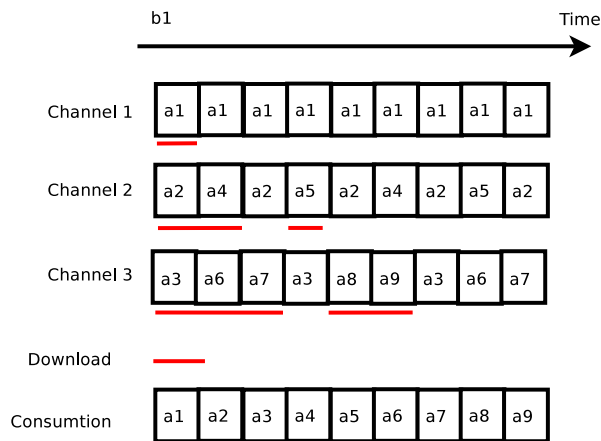 b1 Time
Channel 1 a1 a1 a1 a1 a1 a1 a1 a1 a1
Channel 2 a2 a4 a2 a5 a2 a4 a2 a5 a2
Channel 3 a3 a6 a7 a3 a8 a9 a3 a6 a7
Download
Consumtion a1 a2 a3 a4 a5 a6 a7 a8 a9